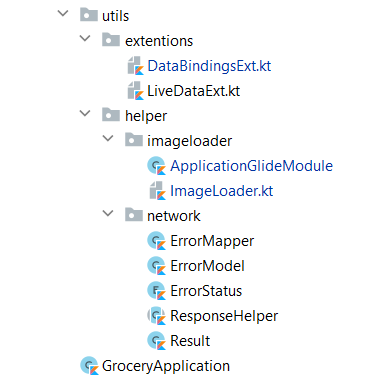 utils
extentions
DataBindingsExt.kt
LiveDataExt.kt
helper
imageloader
ApplicationGlideModule
ImageLoader.kt
network
ErrorMapper
ErrorModel
ErrorStatus
ResponseHelper
Result
GroceryApplication